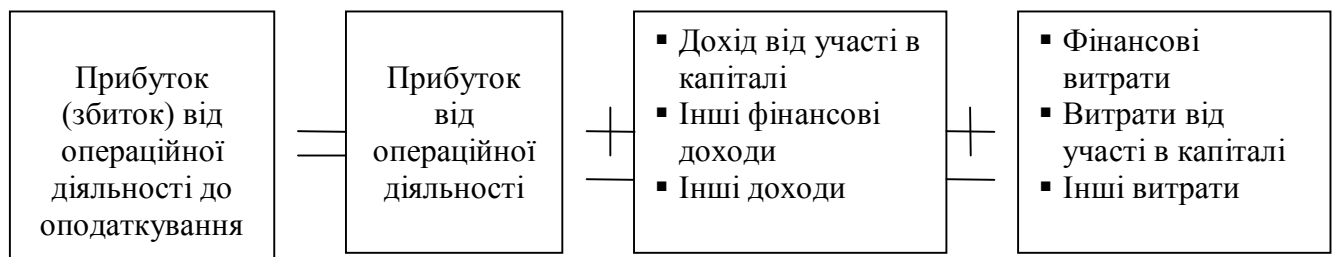 Прибуток
(збиток) від
операційної
діяльності до
оподаткування
=
Прибуток
від
операційної
діяльності
±
▪ Дохід від участі в
капіталі
▪ Інші фінансові
доходи
▪ Інші доходи
±
▪ Фінансові
витрати
▪ Витрати від
участі в капіталі
▪ Інші витрати